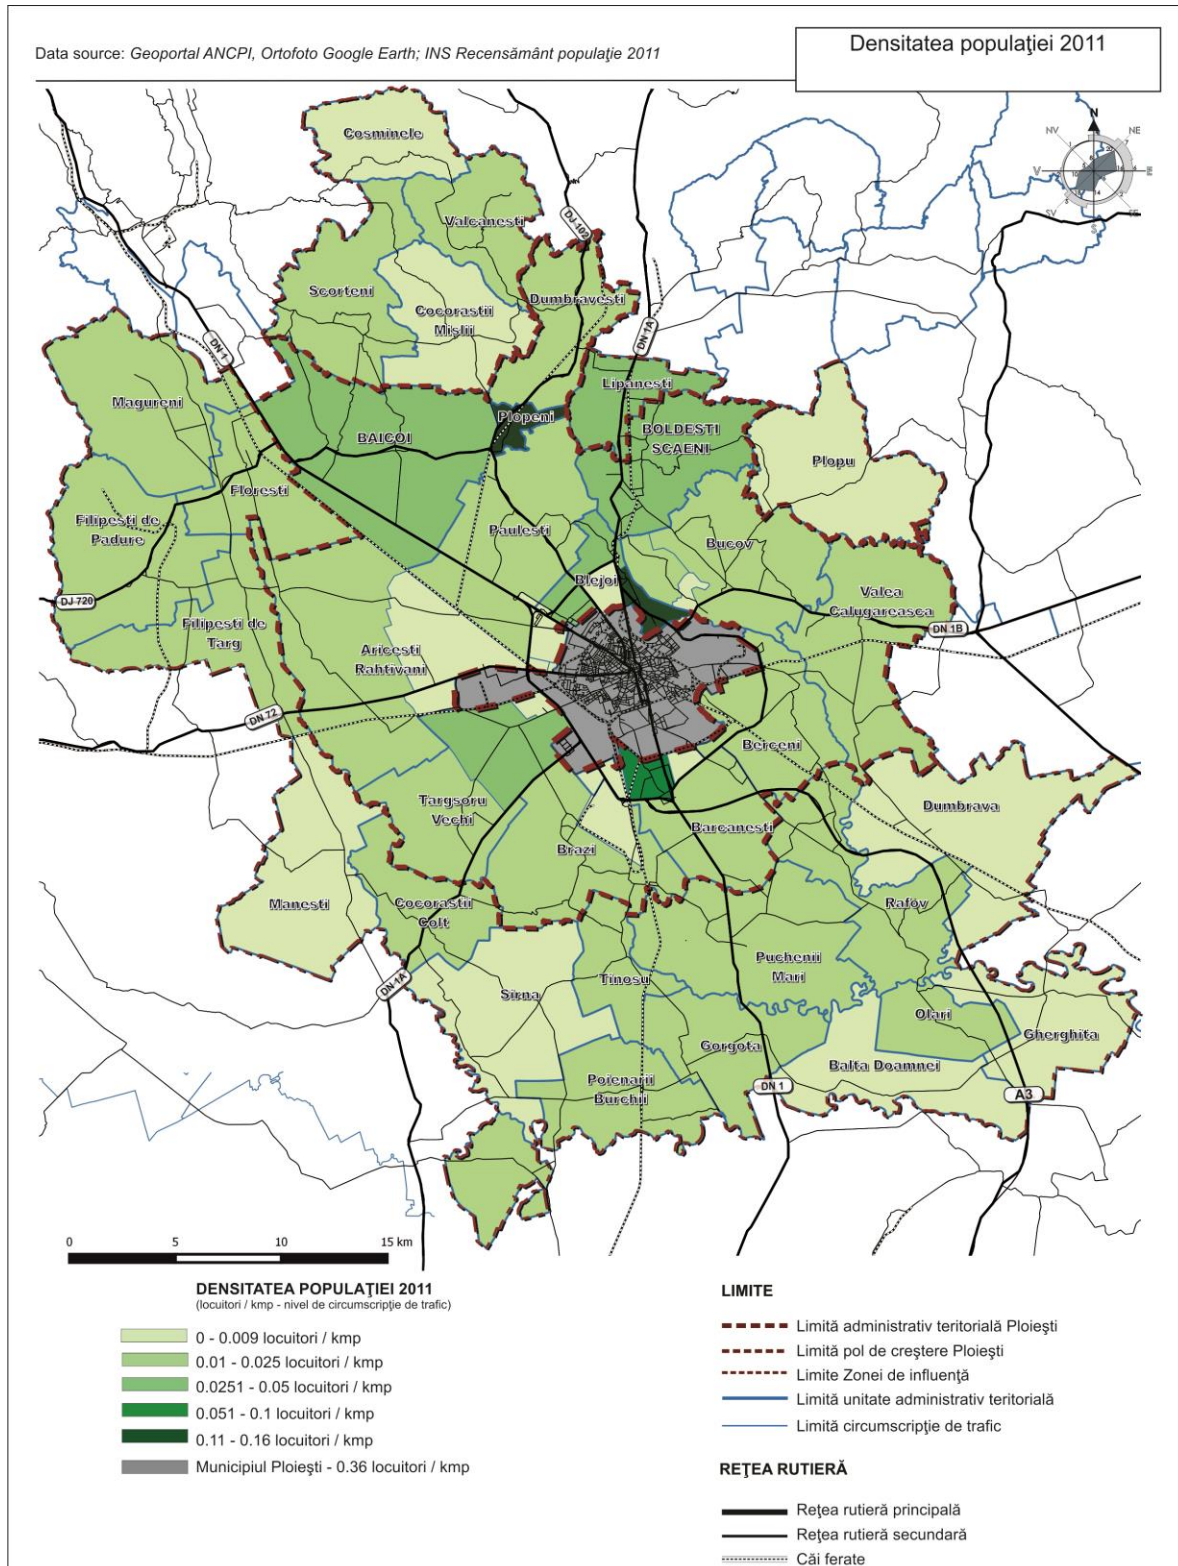 Data source: Geoportal ANCPI, Ortofoto Google Earth; INS Recensământ populaţie 2011
Densitatea populaţiei 2011
N
NV
NE
V
E
SV
SE
S
Cosminele
Valcanesti
DJ-102
Scorteni
Cocorastii
Mislii
Dumbravesti
DN 1A
DN 1
Lipanesti
Magureni
Plopeni
BAICOI
BOLDESTI
SCAENI
Plopu
Floresti
Filipesti de
Padure
Paulesti
Bucov
Blejoi
Valea
Calugareasca
DJ 720
DN 1B
Filipesti de
Targ
Aricesti
Rahtivani
DN 72
Berceni
Dumbrava
Targsoru
Vechi
Barcanesti
Brazi
Manesti
Cocorastii
Colt
Rafov
Puchenii
Mari
DN 1A
Sirna
Tinosu
Olari
Gherghita
Gorgota
Balta Doamnei
Poienarii
Burchii
DN 1
A3
0 5 10 15 km
DENSITATEA POPULAŢIEI 2011
(locuitori / kmp - nivel de circumscripţie de trafic)
0 - 0.009 locuitori / kmp
0.01 - 0.025 locuitori / kmp
0.0251 - 0.05 locuitori / kmp
0.051 - 0.1 locuitori / kmp
0.11 - 0.16 locuitori / kmp
Municipiul Ploieşti - 0.36 locuitori / kmp
LIMITE
Limită administrativ teritorială Ploieşti
Limită pol de creştere Ploieşti
Limite Zonei de influenţă
Limită unitate administrativ teritorială
Limită circumscripţie de trafic
REŢEA RUTIERĂ
Reţea rutieră principală
Reţea rutieră secundară
Căi ferate